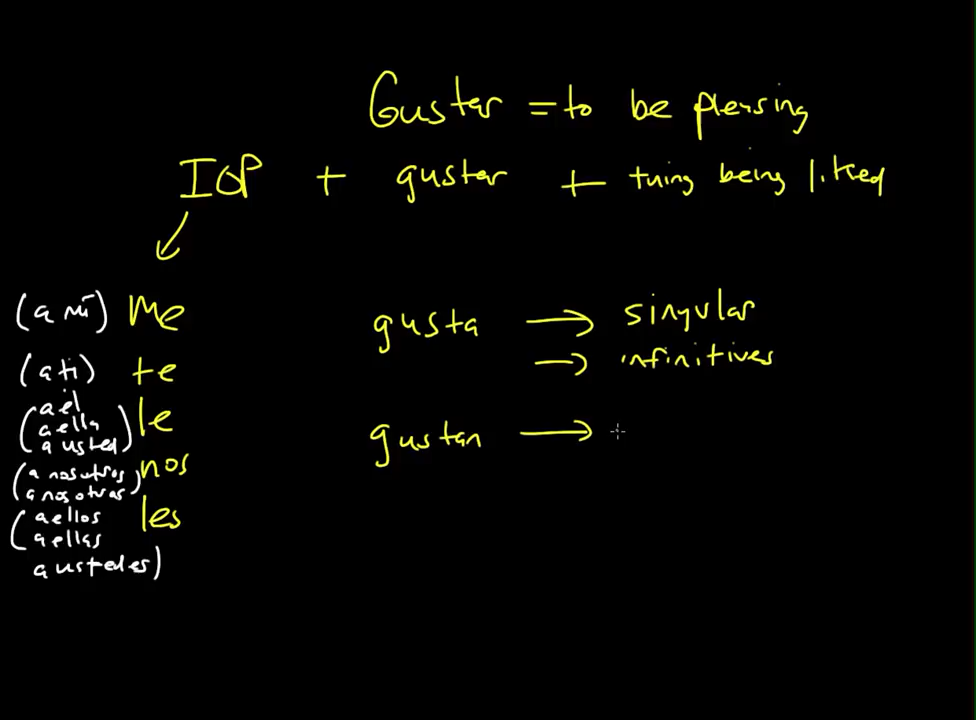 Gustar = to be pleasing
IOP + gustar + thing being liked
(a mí) me gusta → singular
(a ti) te → infinitives
(a él
a ella
a usted) le gustan →
(a nosotros
a nosotras) nos
(a ellos
a ellas
a ustedes) les